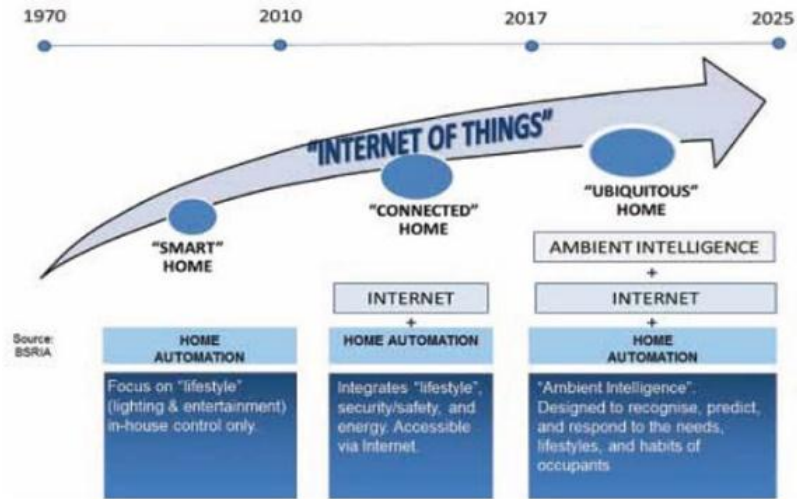 1970 2010 2017 2025
"INTERNET OF THINGS"
"SMART"
HOME
"CONNECTED"
HOME
"UBIQUITOUS"
HOME
AMBIENT INTELLIGENCE
+
INTERNET
+
INTERNET
+
Source:
BSRIA
HOME
AUTOMATION
HOME AUTOMATION
HOME
AUTOMATION
Focus on "lifestyle"
(lighting & entertainment)
in-house control only.
Integrates "lifestyle",
security/safety, and
energy. Accessible
via Internet.
"Ambient Intelligence".
Designed to recognise, predict,
and respond to the needs,
lifestyles, and habits of
occupants